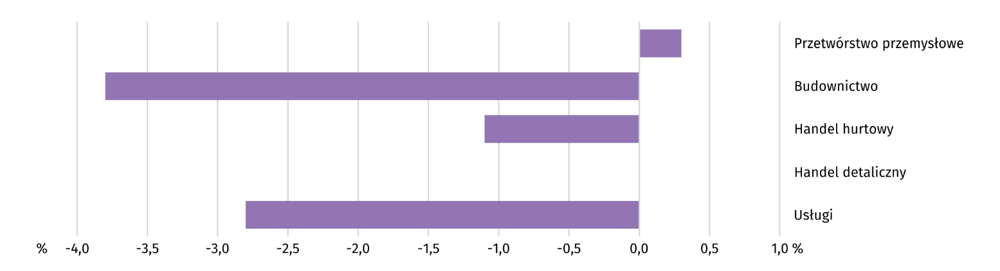 Przetwórstwo przemysłowe
Budownictwo
Handel hurtowy
Handel detaliczny
Usługi
% -4,0 -3,5 -3,0 -2,5 -2,0 -1,5 -1,0 -0,5 0,0 0,5 1,0 %